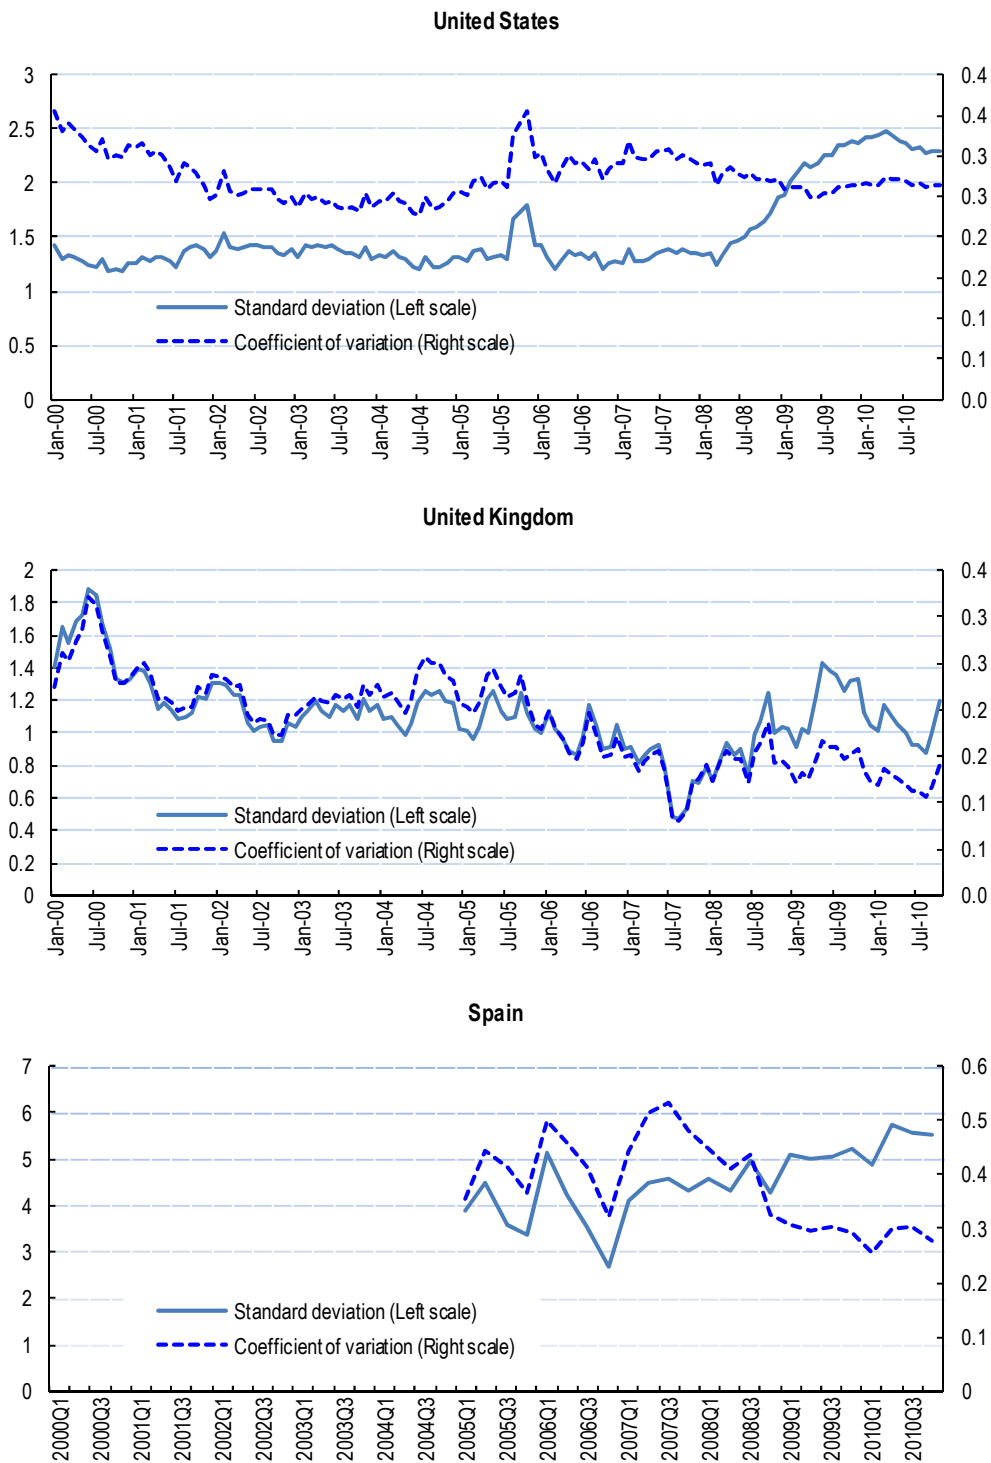 United States
3
2.5
2
1.5
1
0.5
0
0.4
0.4
0.3
0.3
0.2
0.2
0.1
0.1
0.0
Standard deviation (Left scale)
Coefficient of variation (Right scale)
Jan-00
Jul-00
Jan-01
Jul-01
Jan-02
Jul-02
Jan-03
Jul-03
Jan-04
Jul-04
Jan-05
Jul-05
Jan-06
Jul-06
Jan-07
Jul-07
Jan-08
Jul-08
Jan-09
Jul-09
Jan-10
Jul-10
United Kingdom
2
1.8
1.6
1.4
1.2
1
0.8
0.6
0.4
0.2
0
0.4
0.3
0.3
0.2
0.2
0.1
0.1
0.0
Standard deviation (Left scale)
Coefficient of variation (Right scale)
Jan-00
Jul-00
Jan-01
Jul-01
Jan-02
Jul-02
Jan-03
Jul-03
Jan-04
Jul-04
Jan-05
Jul-05
Jan-06
Jul-06
Jan-07
Jul-07
Jan-08
Jul-08
Jan-09
Jul-09
Jan-10
Jul-10
Spain
7
6
5
4
3
2
1
0
0.6
0.5
0.4
0.3
0.2
0.1
0
Standard deviation (Left scale)
Coefficient of variation (Right scale)
2000Q1
2000Q3
2001Q1
2001Q3
2002Q1
2002Q3
2003Q1
2003Q3
2004Q1
2004Q3
2005Q1
2005Q3
2006Q1
2006Q3
2007Q1
2007Q3
2008Q1
2008Q3
2009Q1
2009Q3
2010Q1
2010Q3